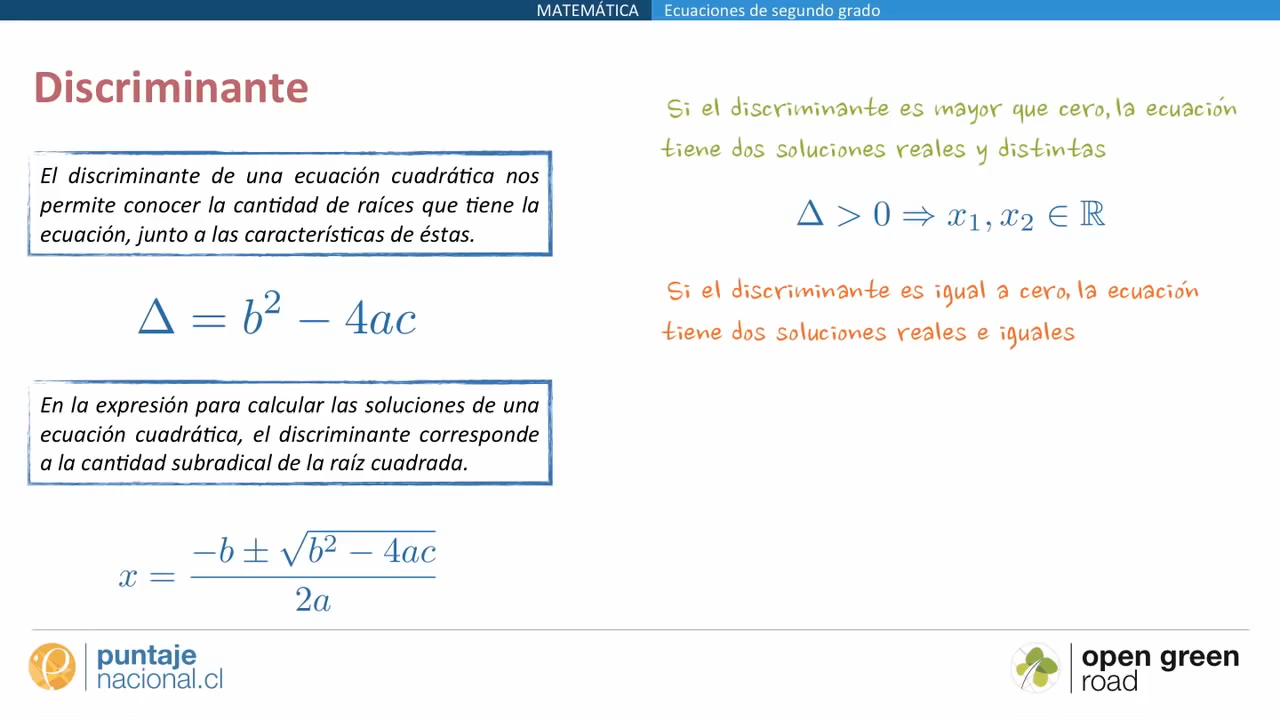 MATEMÁTICA Ecuaciones de segundo grado
Discriminante
El discriminante de una ecuación cuadrática nos
permite conocer la cantidad de raíces que tiene la
ecuación, junto a las características de éstas.
Δ = b² − 4ac
En la expresión para calcular las soluciones de una
ecuación cuadrática, el discriminante corresponde
a la cantidad subradical de la raíz cuadrada.
x = (−b ± √(b² − 4ac)) / 2a
Si el discriminante es mayor que cero, la ecuación
tiene dos soluciones reales y distintas
Δ > 0 ⇒ x₁, x₂ ∈ ℝ
Si el discriminante es igual a cero, la ecuación
tiene dos soluciones reales e iguales
puntaje
nacional.cl
open green
road